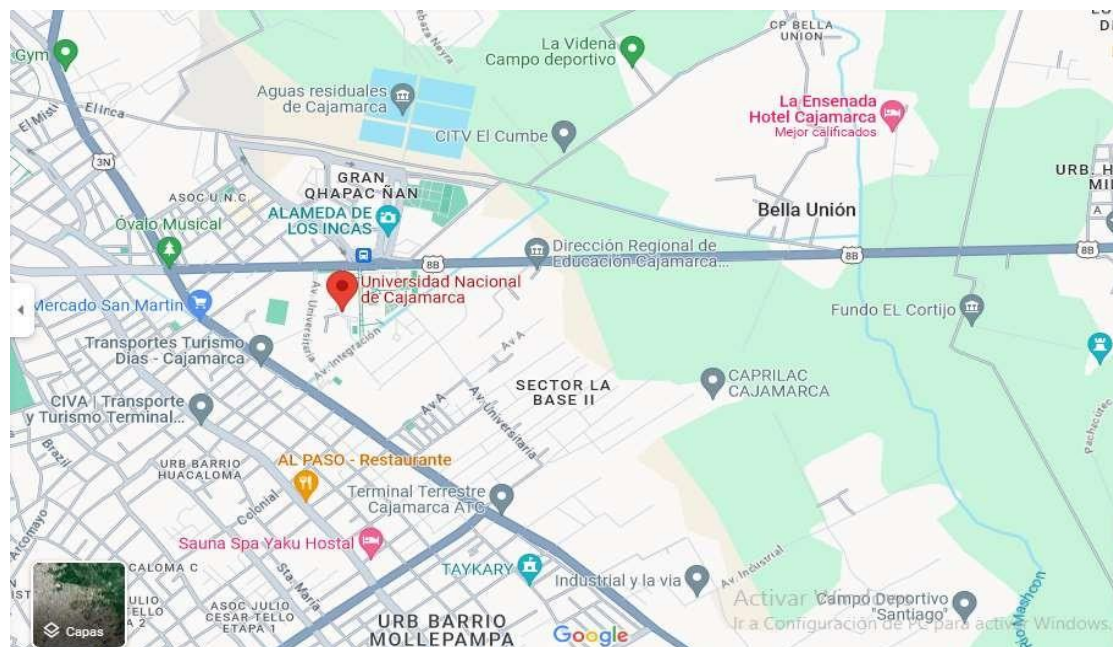 CP BELLA
UNION
La Videna
Campo deportivo
Gym
Aguas residuales
de Cajamarca
La Ensenada
Hotel Cajamarca
Mejor calificados
El Misti
El Inca
CITV El Cumbe
3N
GRAN
QHAPAC ÑAN
ASOC U.N.C.
ALAMEDA DE
LOS INCAS
Bella Unión
Óvalo Musical
8B
Dirección Regional de
Educación Cajamarca...
8B
8B
A
Universidad Nacional
de Cajamarca
Mercado San Martin
Av. Universitaria
Fundo EL Cortijo
Transportes Turismo
Dias - Cajamarca
Av. Integración
Av A
SECTOR LA
BASE II
CAPRILAC
CAJAMARCA
CIVA | Transporte
y Turismo Terminal...
Av A
Av. Universitaria
Brazil
URB BARRIO
HUACALOMA
AL PASO - Restaurante
Pachacútec
Colonial
Terminal Terrestre
Cajamarca ATC
Sauna Spa Yaku Hostal
TAYKARY
Industrial y la via
Av. Industrial
Sta. María
ASOC JULIO
CESAR TELLO
ETAPA 1
Capas
URB BARRIO
MOLLEPAMPA
Google
Campo Deportivo
"Santiago"
Río Mashcon
Activar Windows
Ir a Configuración de PC para activar Windows.